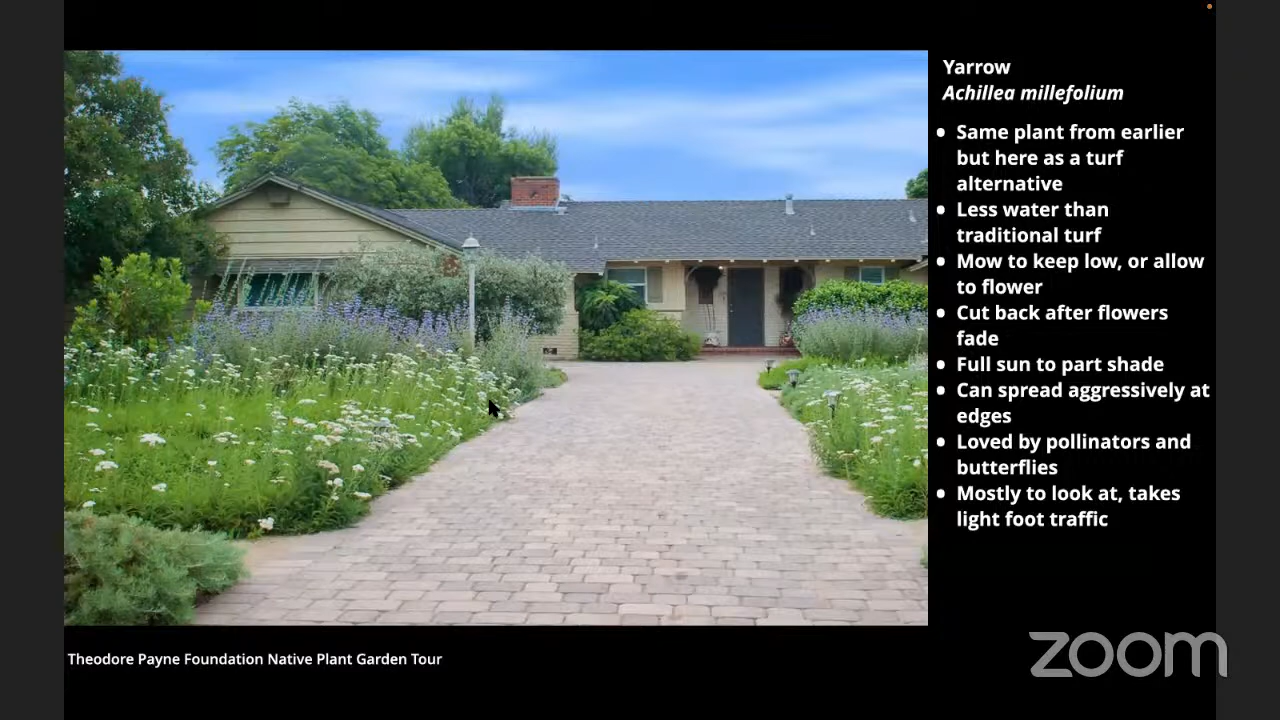 Yarrow
Achillea millefolium
• Same plant from earlier
but here as a turf
alternative
• Less water than
traditional turf
• Mow to keep low, or allow
to flower
• Cut back after flowers
fade
• Full sun to part shade
• Can spread aggressively at
edges
• Loved by pollinators and
butterflies
• Mostly to look at, takes
light foot traffic
Theodore Payne Foundation Native Plant Garden Tour
zoom